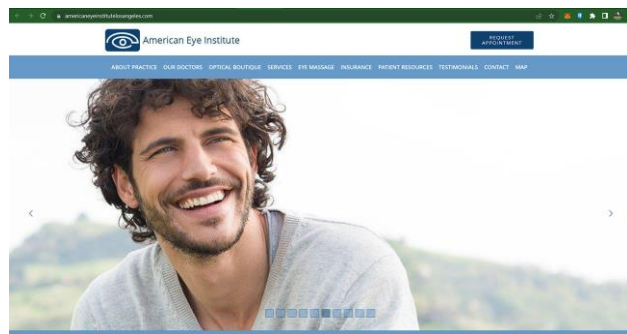 americaneyeinstitutelosangeles.com
American Eye Institute
REQUEST
APPOINTMENT
ABOUT PRACTICE OUR DOCTORS OPTICAL BOUTIQUE SERVICES EYE MASSAGE INSURANCE PATIENT RESOURCES TESTIMONIALS CONTACT MAP